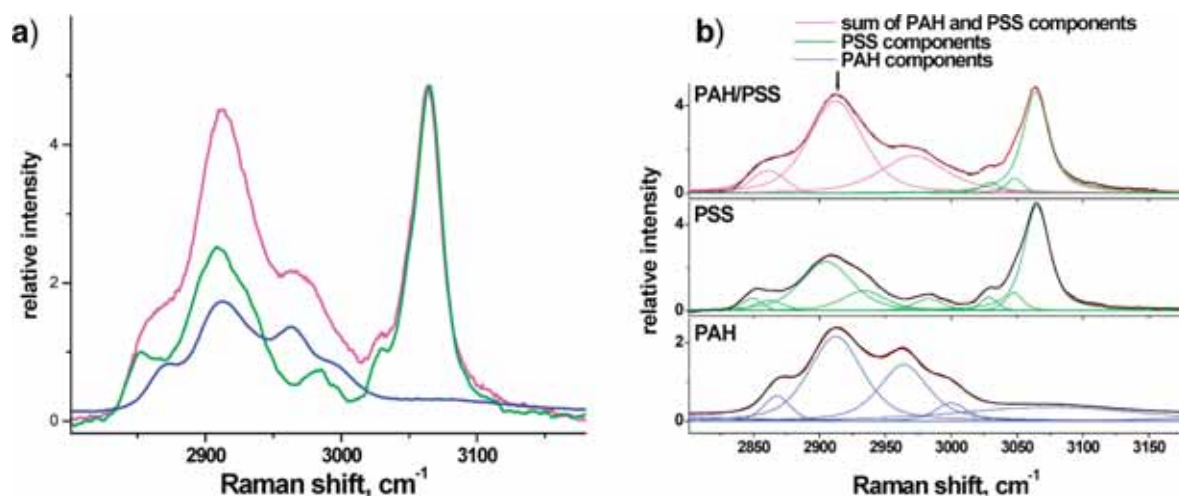 a)
relative intensity
4
2
0
2900
3000
3100
Raman shift, cm-1
b)
sum of PAH and PSS components
PSS components
PAH components
relative intensity
PAH/PSS
4
0
PSS
4
0
PAH
2
0
2850
2900
2950
3000
3050
3100
3150
Raman shift, cm-1